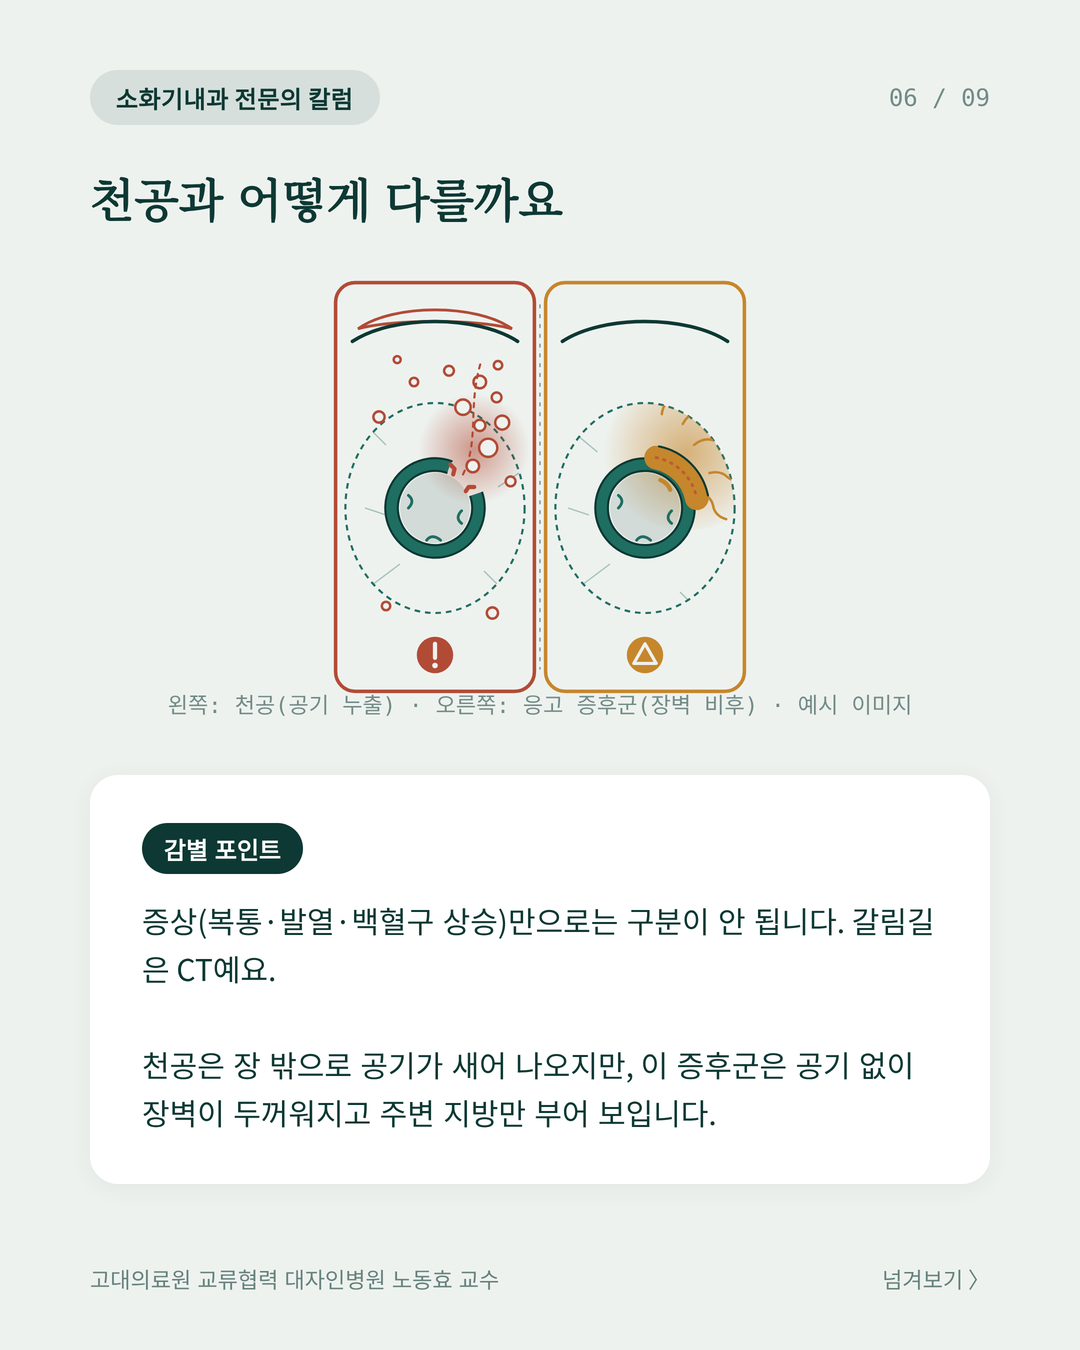 소화기내과 전문의 칼럼
06 / 09
천공과 어떻게 다를까요
왼쪽: 천공(공기 누출) · 오른쪽: 응고 증후군(장벽 비후) · 예시 이미지
감별 포인트
증상(복통·발열·백혈구 상승)만으로는 구분이 안 됩니다. 갈림길
은 CT예요.
천공은 장 밖으로 공기가 새어 나오지만, 이 증후군은 공기 없이
장벽이 두꺼워지고 주변 지방만 부어 보입니다.
고대의료원 교류협력 대자인병원 노동효 교수
넘겨보기 〉